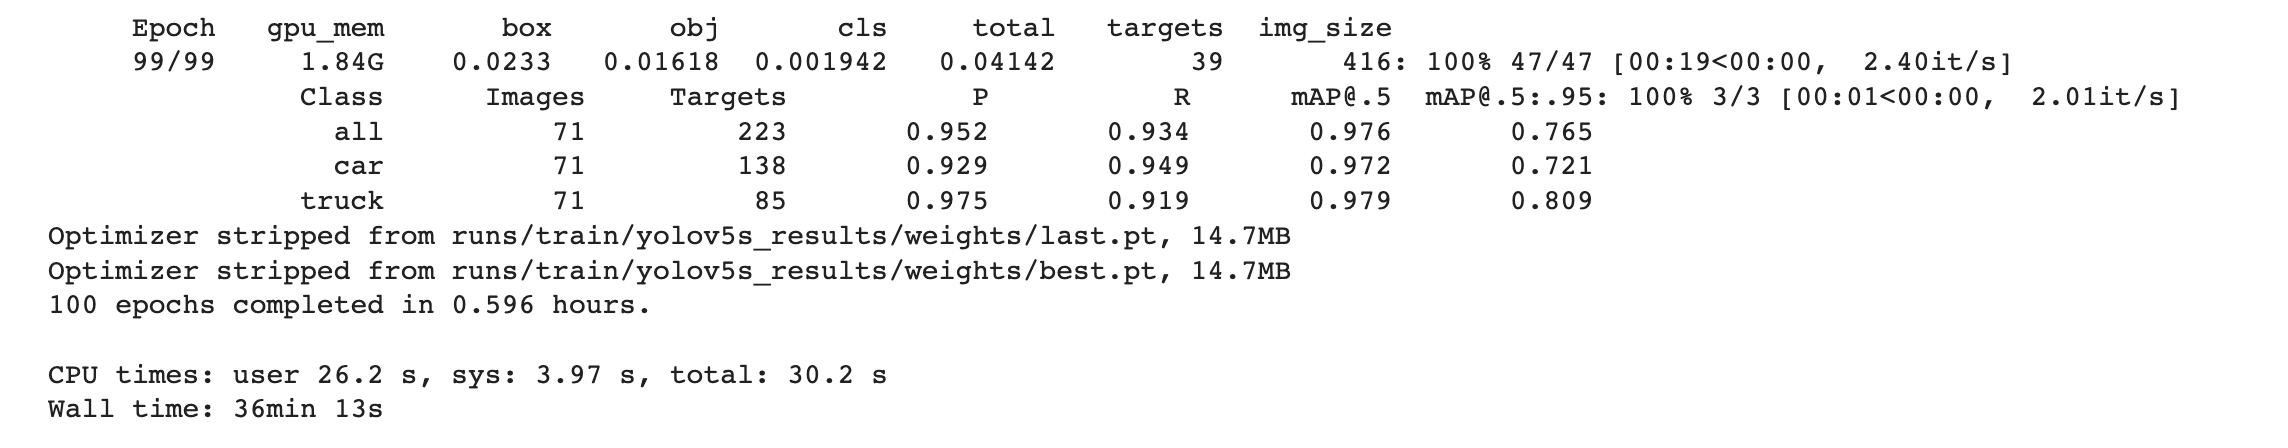 Epoch gpu_mem box obj cls total targets img_size
99/99 1.84G 0.0233 0.01618 0.001942 0.04142 39 416: 100% 47/47 [00:19<00:00, 2.40it/s]
Class Images Targets P R mAP@.5 mAP@.5:.95: 100% 3/3 [00:01<00:00, 2.01it/s]
all 71 223 0.952 0.934 0.976 0.765
car 71 138 0.929 0.949 0.972 0.721
truck 71 85 0.975 0.919 0.979 0.809
Optimizer stripped from runs/train/yolov5s_results/weights/last.pt, 14.7MB
Optimizer stripped from runs/train/yolov5s_results/weights/best.pt, 14.7MB
100 epochs completed in 0.596 hours.
CPU times: user 26.2 s, sys: 3.97 s, total: 30.2 s
Wall time: 36min 13s